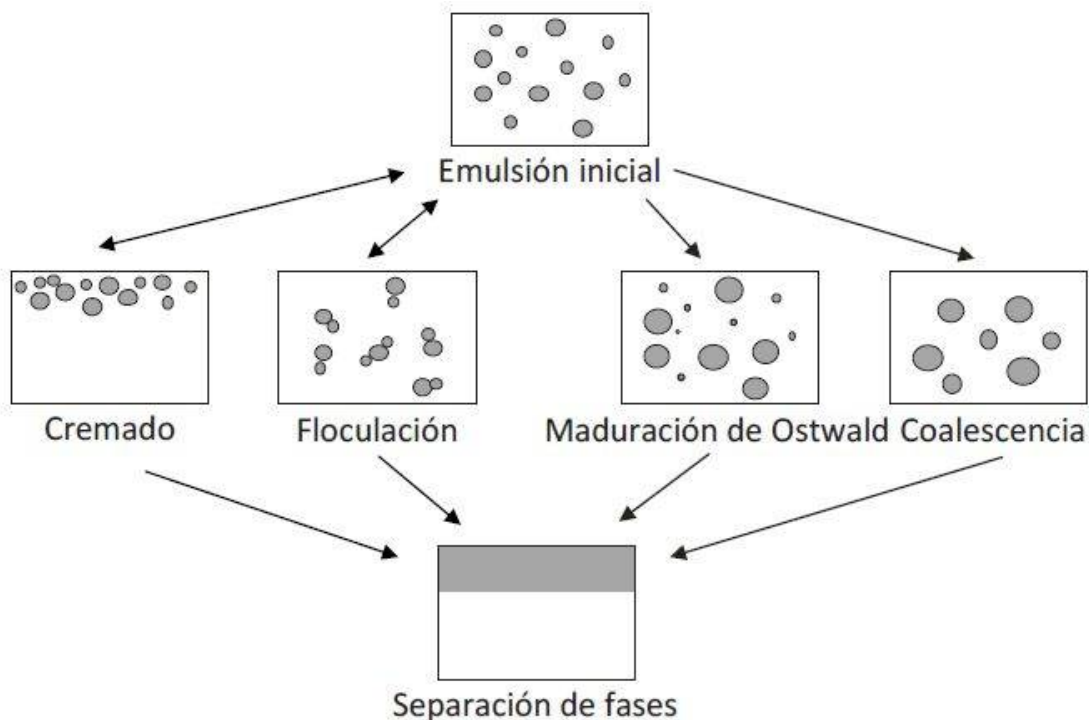 Emulsión inicial
Cremado
Floculación
Maduración de Ostwald
Coalescencia
Separación de fases